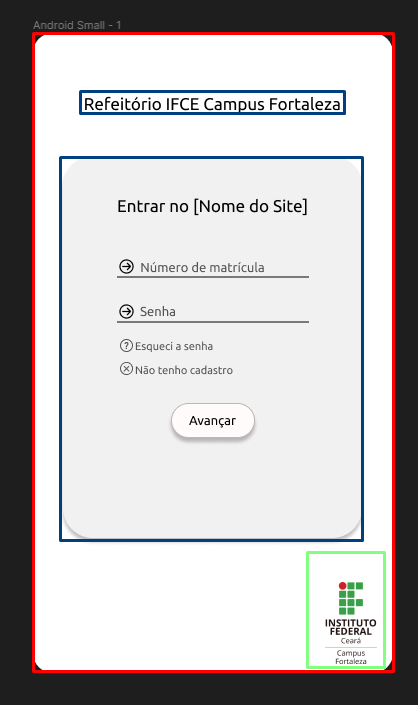 Android Small - 1
Refeitório IFCE Campus Fortaleza
Entrar no [Nome do Site]
Número de matrícula
Senha
Esqueci a senha
Não tenho cadastro
Avançar
INSTITUTO
FEDERAL
Ceará
Campus
Fortaleza